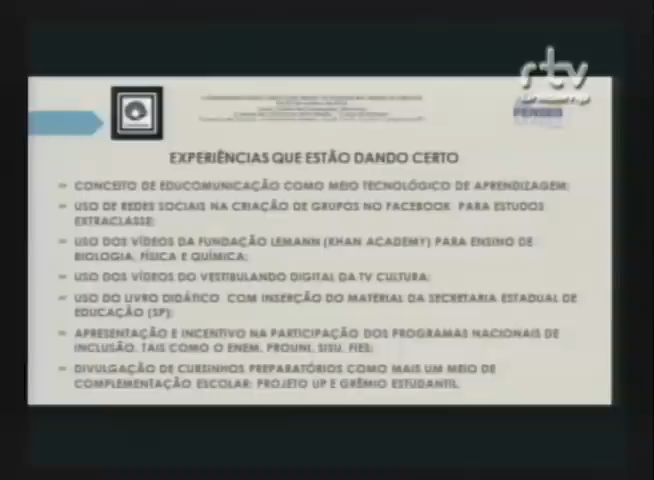 rtv
EXPERIÊNCIAS QUE ESTÃO DANDO CERTO
– CONCEITO DE EDUCOMUNICAÇÃO COMO MEIO TECNOLÓGICO DE APRENDIZAGEM;
– USO DE REDES SOCIAIS NA CRIAÇÃO DE GRUPOS NO FACEBOOK PARA ESTUDOS
EXTRACLASSE;
– USO DOS VÍDEOS DA FUNDAÇÃO LEMANN (KHAN ACADEMY) PARA ENSINO DE
BIOLOGIA, FÍSICA E QUÍMICA;
– USO DOS VÍDEOS DO VESTIBULANDO DIGITAL DA TV CULTURA;
– USO DO LIVRO DIDÁTICO COM INSERÇÃO DO MATERIAL DA SECRETARIA ESTADUAL DE
EDUCAÇÃO (SP);
– APRESENTAÇÃO E INCENTIVO NA PARTICIPAÇÃO DOS PROGRAMAS NACIONAIS DE
INCLUSÃO, TAIS COMO O ENEM, PROUNI, SISU, FIES;
– DIVULGAÇÃO DE CURSINHOS PREPARATÓRIOS COMO MAIS UM MEIO DE
COMPLEMENTAÇÃO ESCOLAR: PROJETO UP E GRÊMIO ESTUDANTIL